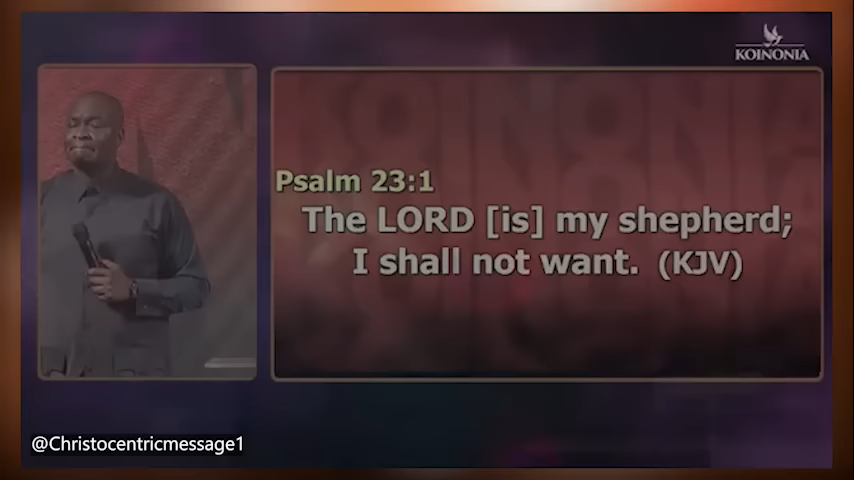 KOINONIA
Psalm 23:1
The LORD [is] my shepherd;
I shall not want. (KJV)
@Christocentricmessage1